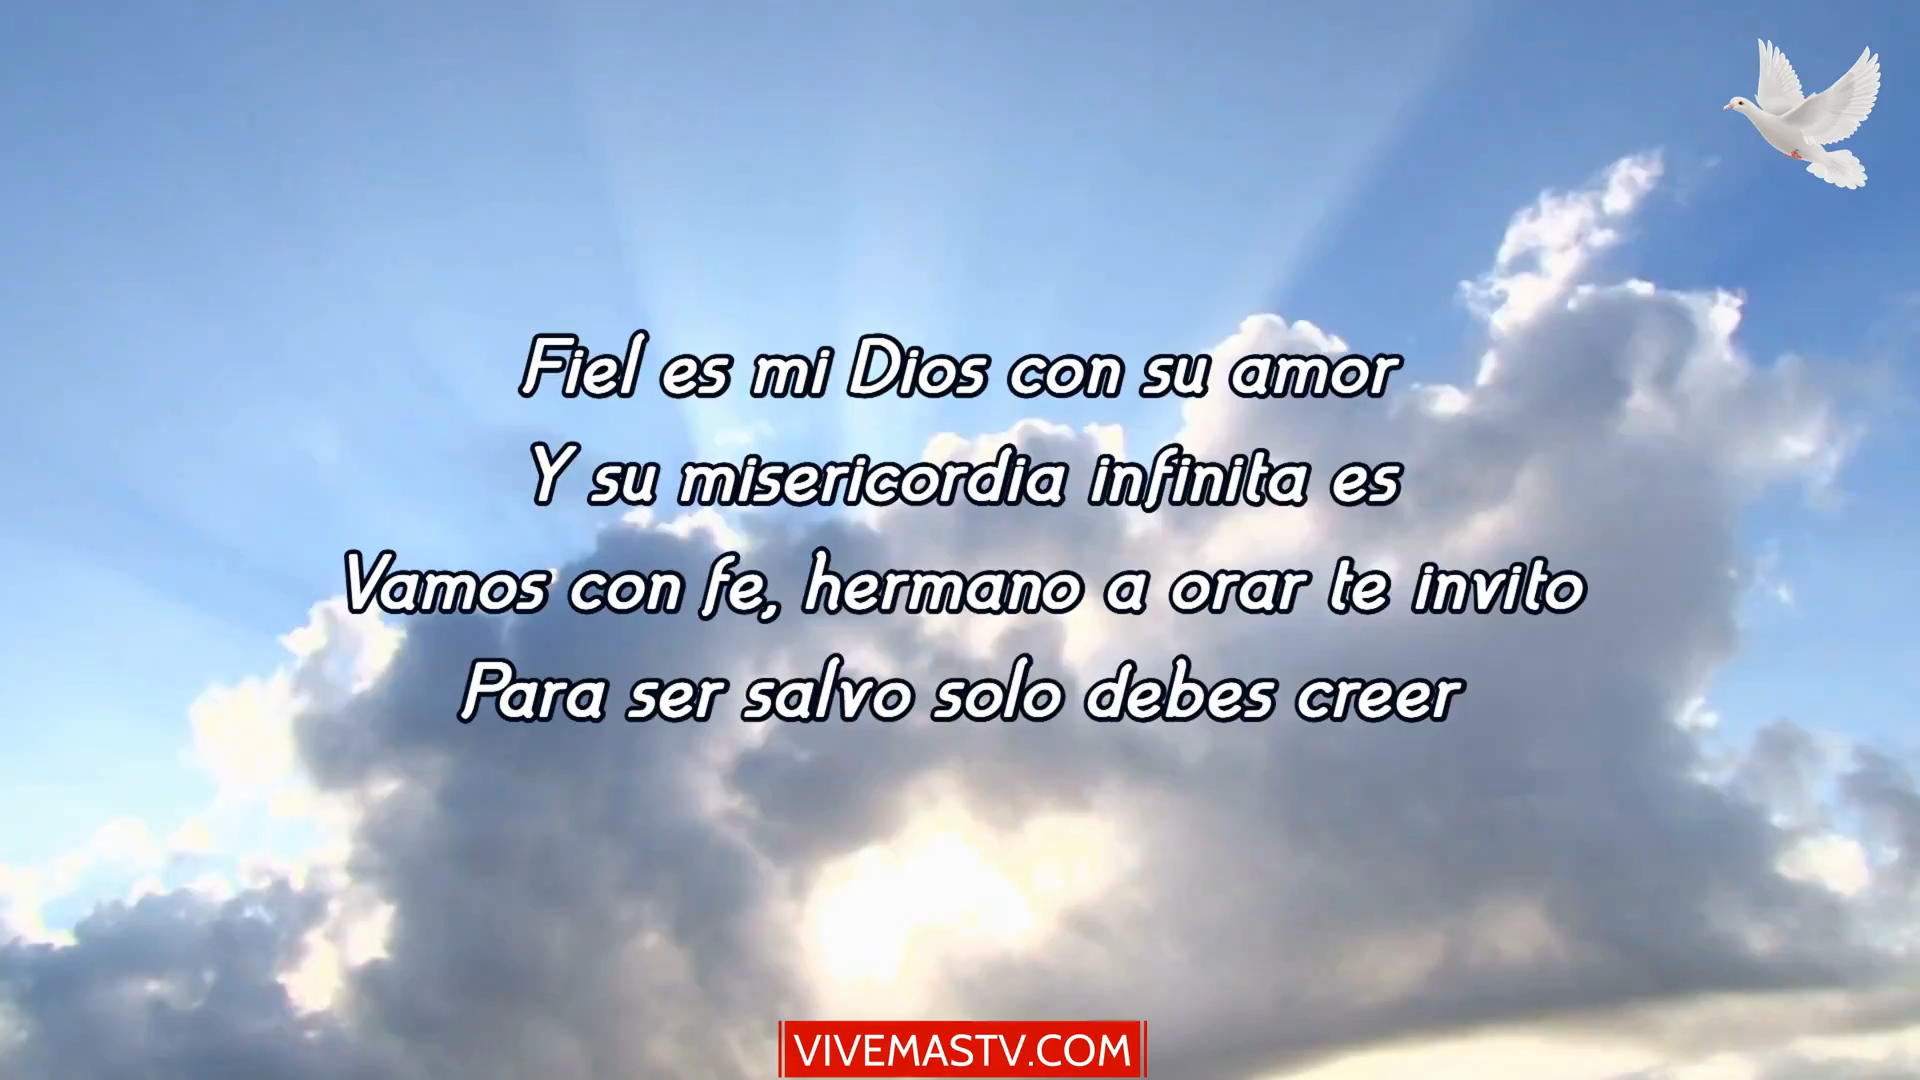 Fiel es mi Dios con su amor
Y su misericordia infinita es
Vamos con fe, hermano a orar te invito
Para ser salvo solo debes creer
VIVEMASTV.COM